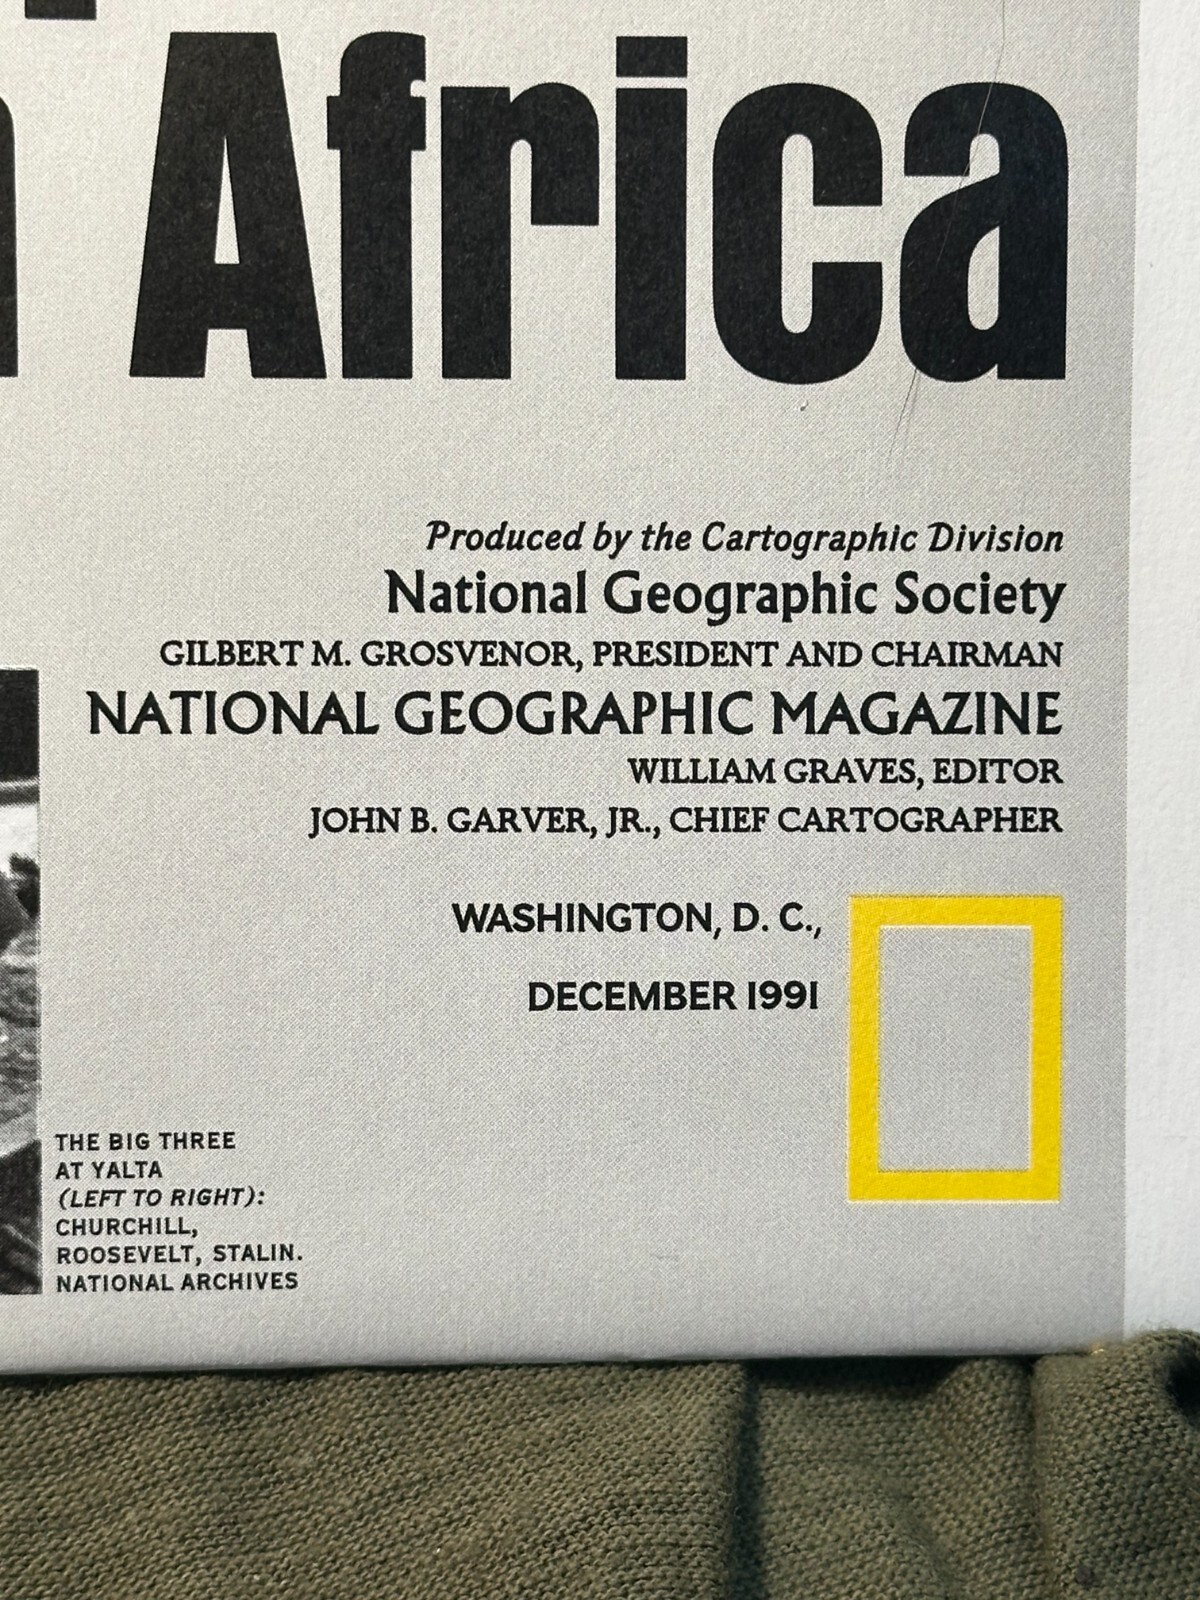 Africa
Produced by the Cartographic Division
National Geographic Society
GILBERT M. GROSVENOR, PRESIDENT AND CHAIRMAN
NATIONAL GEOGRAPHIC MAGAZINE
WILLIAM GRAVES, EDITOR
JOHN B. GARVER, JR., CHIEF CARTOGRAPHER
WASHINGTON, D. C.,
DECEMBER 1991
THE BIG THREE
AT YALTA
(LEFT TO RIGHT):
CHURCHILL,
ROOSEVELT, STALIN.
NATIONAL ARCHIVES